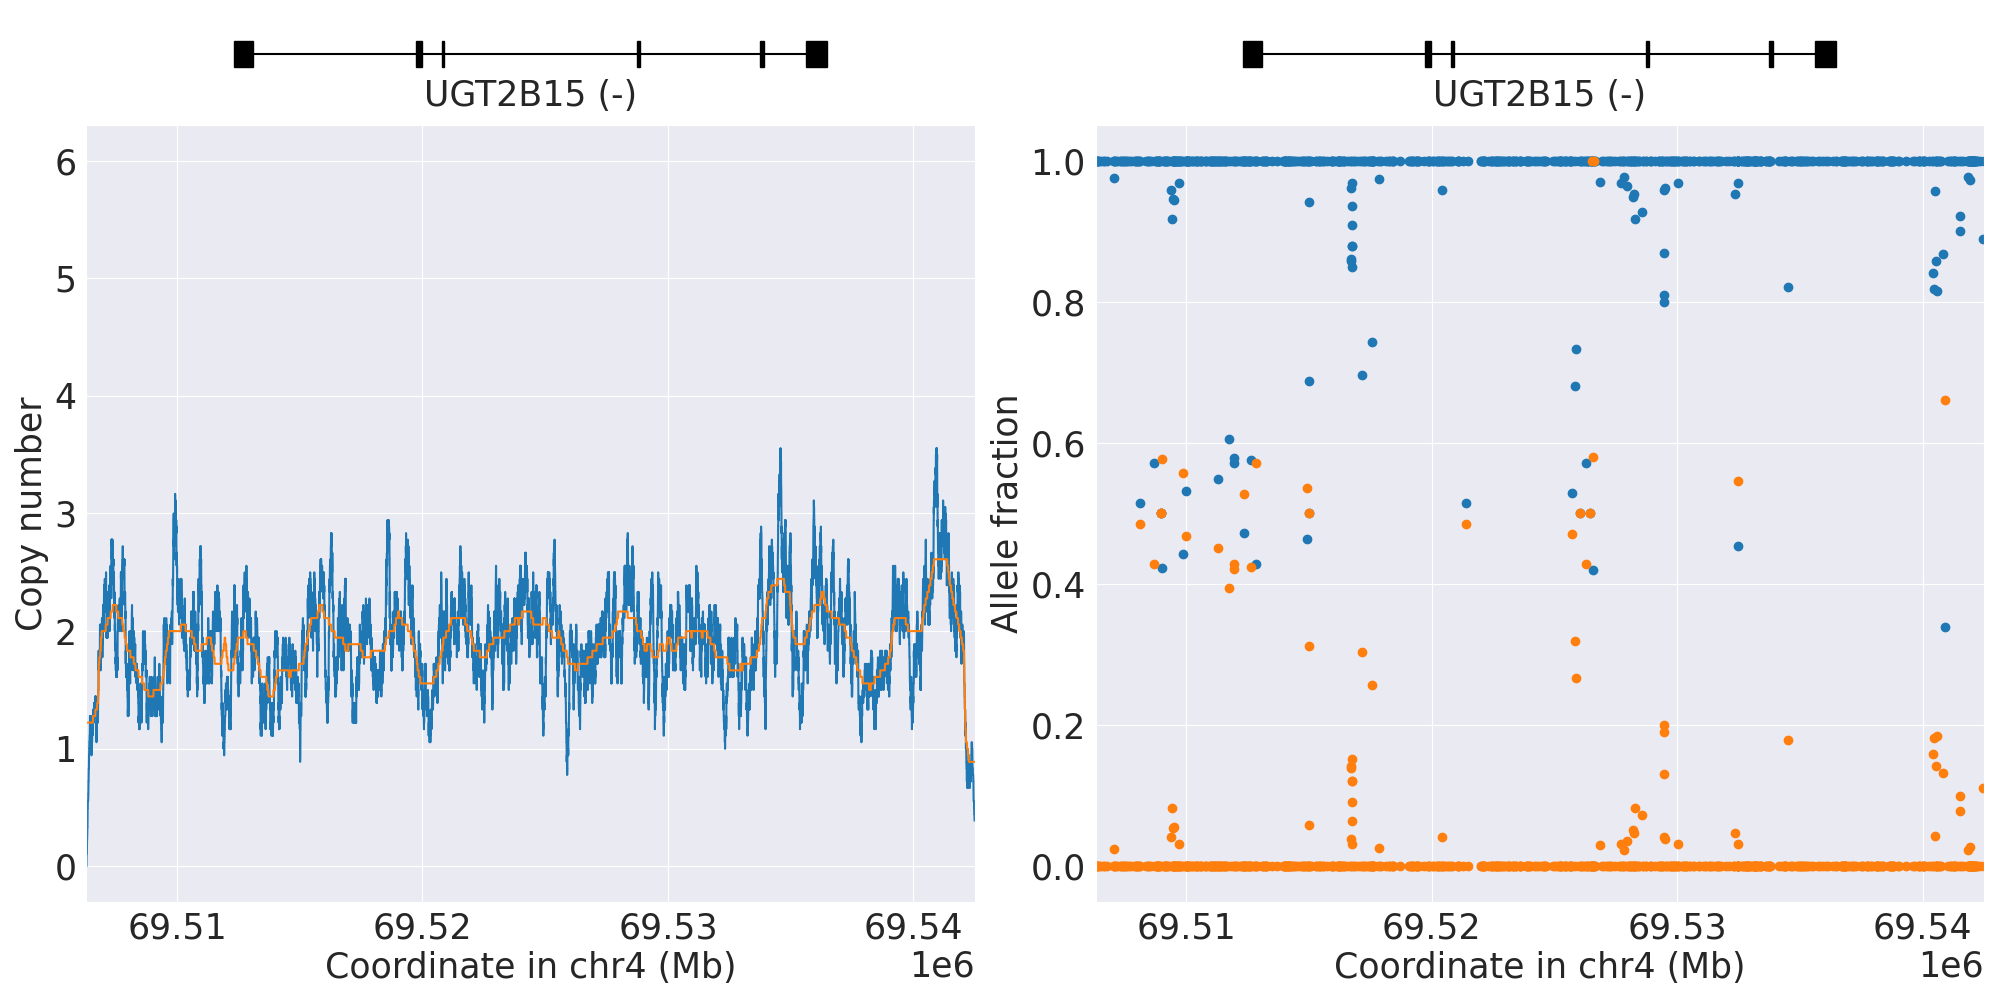 UGT2B15 (-)
UGT2B15 (-)
Copy number
6
5
4
3
2
1
0
69.51 69.52 69.53 69.54
Coordinate in chr4 (Mb) 1e6
Allele fraction
1.0
0.8
0.6
0.4
0.2
0.0
69.51 69.52 69.53 69.54
Coordinate in chr4 (Mb) 1e6